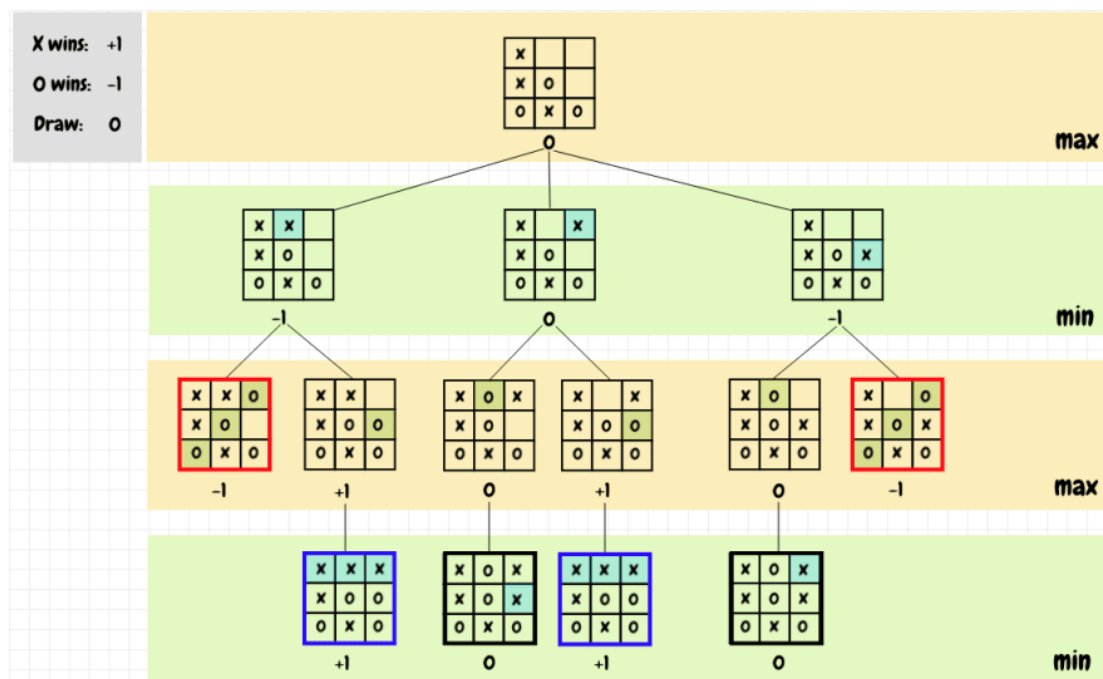 X wins: +1
O wins: -1
Draw: 0
X
X O
O X O
0
max
X X
X O
O X O
X X
X O
O X O
X
X O X
O X O
-1
0
-1
min
X X O
X O
O X O
X X
X O O
O X O
X O X
X O
O X O
X X
X O O
O X O
X O
X O X
O X O
X O
X O X
O X O
-1
+1
0
+1
0
-1
max
X X X
X O O
O X O
X O X
X O X
O X O
X X X
X O O
O X O
X O X
X O X
O X O
+1
0
+1
0
min